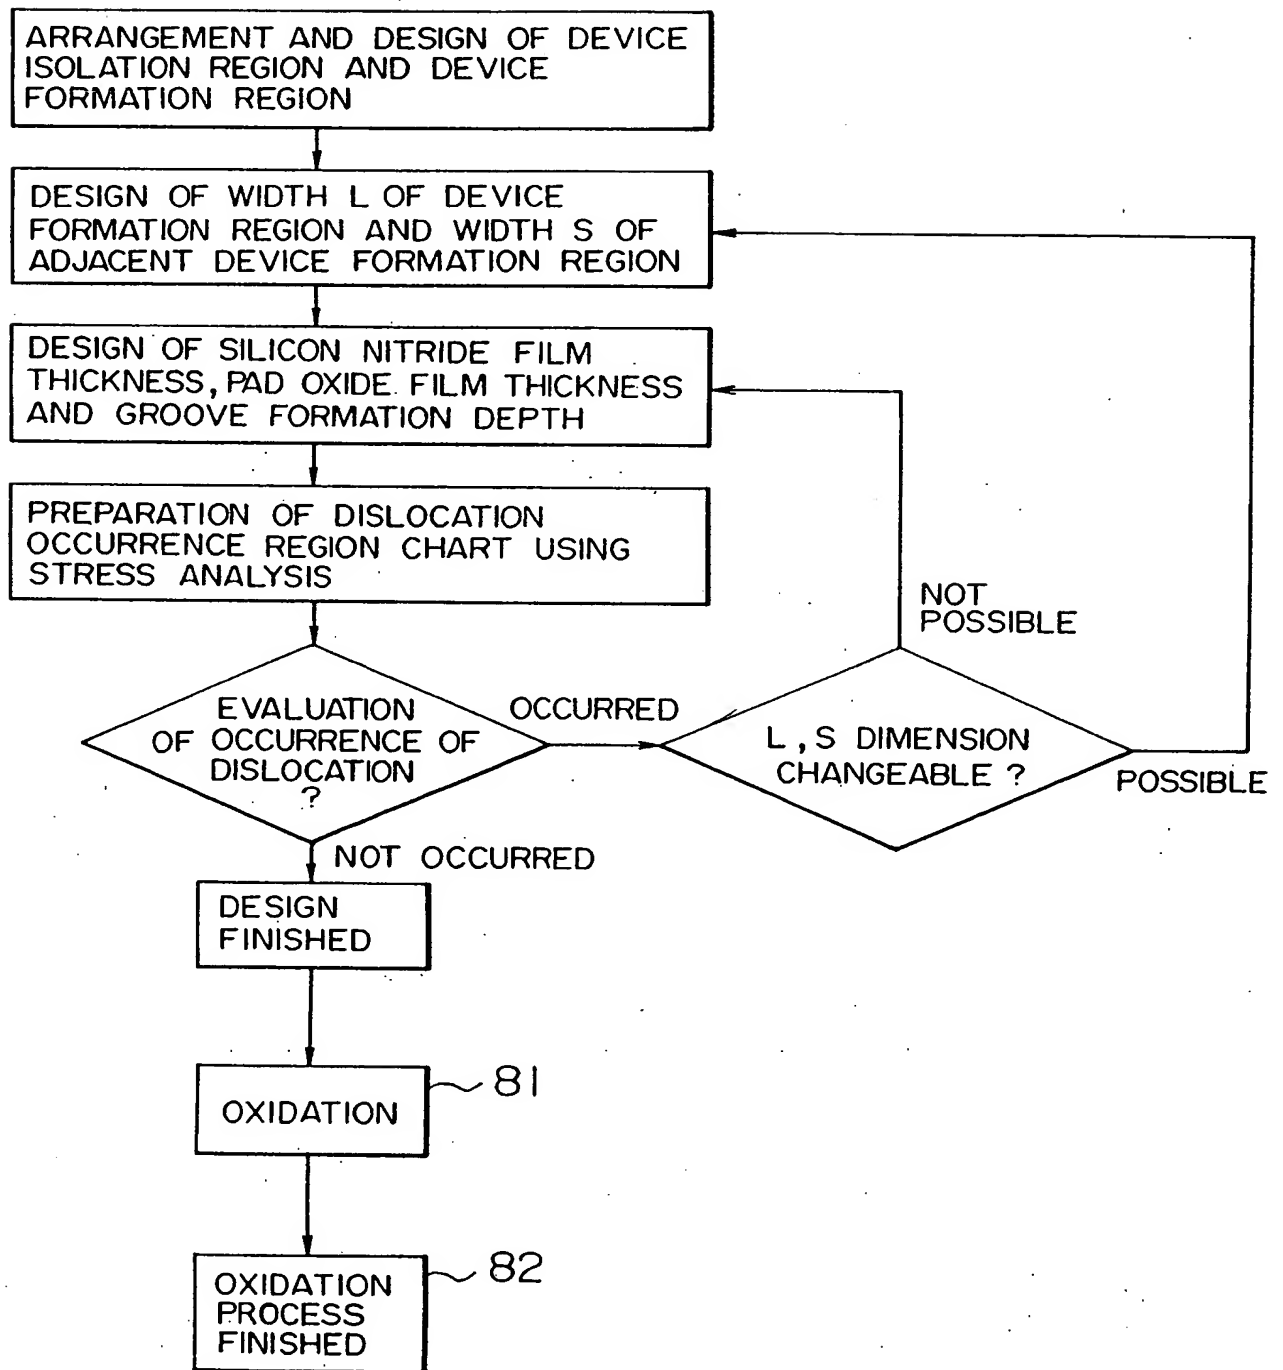 ARRANGEMENT AND DESIGN OF DEVICE
ISOLATION REGION AND DEVICE
FORMATION REGION
DESIGN OF WIDTH L OF DEVICE
FORMATION REGION AND WIDTH S OF
ADJACENT DEVICE FORMATION REGION
DESIGN OF SILICON NITRIDE FILM
THICKNESS, PAD OXIDE FILM THICKNESS
AND GROOVE FORMATION DEPTH
PREPARATION OF DISLOCATION
OCCURRENCE REGION CHART USING
STRESS ANALYSIS
NOT
POSSIBLE
EVALUATION
OF OCCURRENCE OF
DISLOCATION
?
OCCURRED
L, S DIMENSION
CHANGEABLE ?
POSSIBLE
NOT OCCURRED
DESIGN
FINISHED
OXIDATION
81
OXIDATION
PROCESS
FINISHED
82